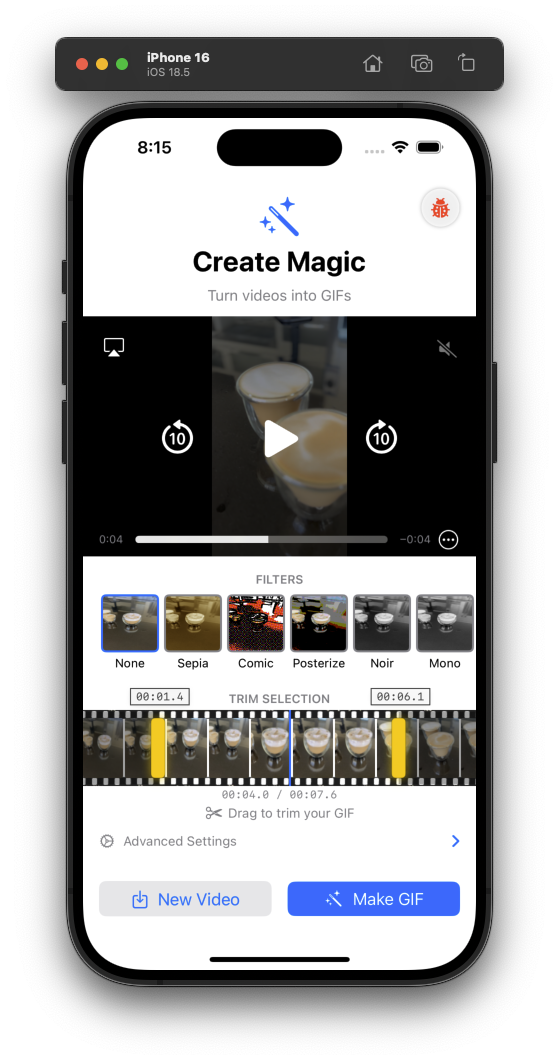 iPhone 16
iOS 18.5
8:15
Create Magic
Turn videos into GIFs
10
10
0:04
−0:04
FILTERS
None
Sepia
Comic
Posterize
Noir
Mono
00:01.4
TRIM SELECTION
00:06.1
00:04.0 / 00:07.6
Drag to trim your GIF
Advanced Settings
New Video
Make GIF